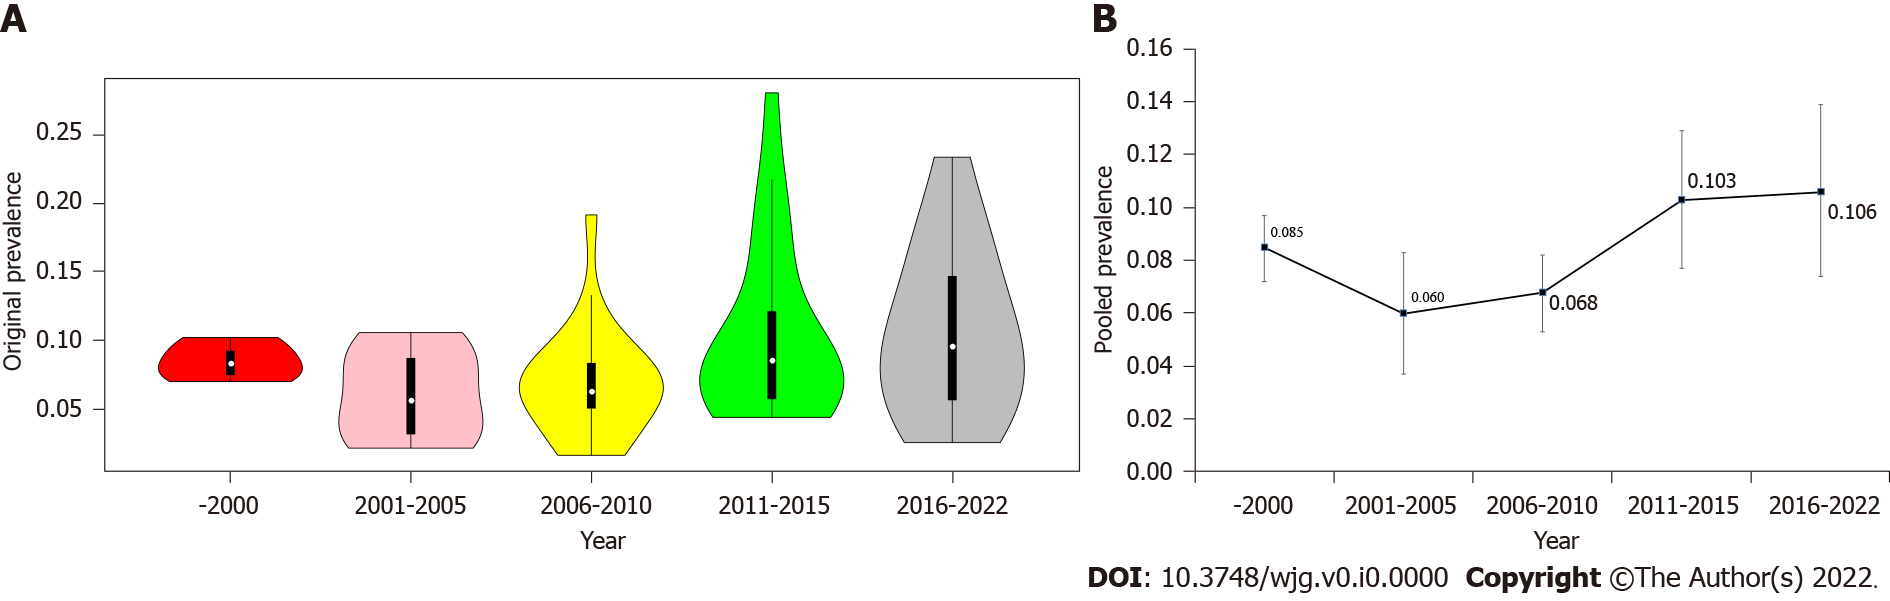 A
Original prevalence
0.25
0.20
0.15
0.10
0.05
-2000 2001-2005 2006-2010 2011-2015 2016-2022
Year
B
Pooled prevalence
0.16
0.14
0.12
0.10
0.08
0.06
0.04
0.02
0.00
0.085
0.060
0.068
0.103
0.106
-2000 2001-2005 2006-2010 2011-2015 2016-2022
Year
DOI: 10.3748/wjg.v0.i0.0000 Copyright ©The Author(s) 2022.